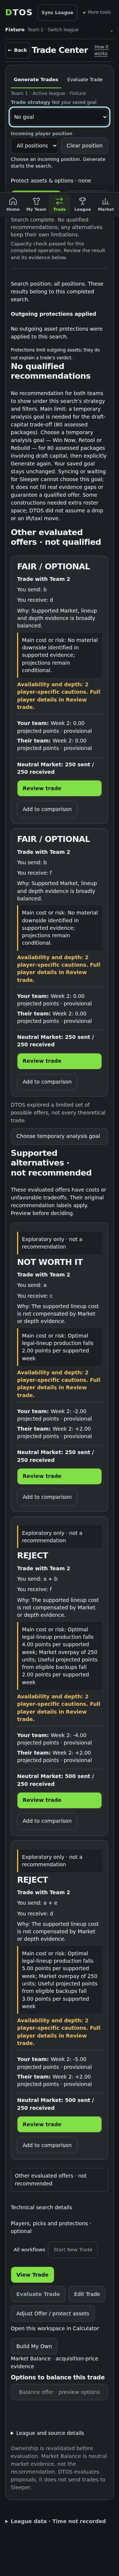 DTOS
Sync League
More tools
Fixture Team 1 · Switch league
← Back
Trade Center
How it works
Generate Trades
Evaluate Trade
Team 1 · Active league · Fixture
Trade strategy Not your saved goal
No goal
Incoming player position
All positions
Clear position
Choose an incoming position. Generate
starts the search.
Protect assets & options · none
Home
My Team
Trade
League
Market
Search complete. No qualified
recommendations; any alternatives
keep their own limitations.
Capacity check passed for this
completed operation. Review the result
and its evidence below.
Search position: all positions. These
results belong to this completed
search.
Outgoing protections applied
No outgoing asset protections were
applied to this search.
Protections limit outgoing assets; they do
not explain a trade's verdict.
No qualified
recommendations
No recommendation for both teams
is shown under this search's strategy
and filters. Main limit: a temporary
analysis goal is needed for the draft-
capital trade-off (80 assessed
packages). Choose a temporary
analysis goal — Win Now, Retool or
Rebuild — for 80 assessed packages
involving draft capital, then explicitly
Generate again. Your saved goal
stays unchanged. Syncing or waiting
for Sleeper cannot choose this goal; it
does not change evidence gates or
guarantee a qualified offer. Some
constructions needed extra roster
space; DTOS did not assume a drop
or an IR/taxi move.
Other evaluated
offers · not qualified
FAIR / OPTIONAL
Trade with Team 2
You send: b
You receive: d
Why: Supported Market, lineup
and depth evidence is broadly
balanced.
Main cost or risk: No material
downside identified in
supported evidence;
projections remain
conditional.
Availability and depth: 2
player-specific cautions. Full
player details in Review
trade.
Your team: Week 2: 0.00
projected points · provisional
Their team: Week 2: 0.00
projected points · provisional
Neutral Market: 250 sent /
250 received
Review trade
Add to comparison
FAIR / OPTIONAL
Trade with Team 2
You send: b
You receive: f
Why: Supported Market, lineup
and depth evidence is broadly
balanced.
Main cost or risk: No material
downside identified in
supported evidence;
projections remain
conditional.
Availability and depth: 2
player-specific cautions. Full
player details in Review
trade.
Your team: Week 2: 0.00
projected points · provisional
Their team: Week 2: 0.00
projected points · provisional
Neutral Market: 250 sent /
250 received
Review trade
Add to comparison
DTOS explored a limited set of
possible offers, not every theoretical
trade.
Choose temporary analysis goal
Supported
alternatives ·
not recommended
These evaluated offers have costs or
unfavorable tradeoffs. Their original
recommendation labels apply.
Preview before deciding.
Exploratory only · not a
recommendation
NOT WORTH IT
Trade with Team 2
You send: a
You receive: c
Why: The supported lineup cost
is not compensated by Market
or depth evidence.
Main cost or risk: Optimal
legal-lineup production falls
2.00 points per supported
week
Availability and depth: 2
player-specific cautions. Full
player details in Review
trade.
Your team: Week 2: -2.00
projected points · provisional
Their team: Week 2: +2.00
projected points · provisional
Neutral Market: 250 sent /
250 received
Review trade
Add to comparison
Exploratory only · not a
recommendation
REJECT
Trade with Team 2
You send: a + b
You receive: f
Why: The supported lineup cost
is not compensated by Market
or depth evidence.
Main cost or risk: Optimal
legal-lineup production falls
4.00 points per supported
week; Market overpay of 250
units; Useful projected points
from eligible backups fall
2.00 points per supported
week
Availability and depth: 2
player-specific cautions. Full
player details in Review
trade.
Your team: Week 2: -4.00
projected points · provisional
Their team: Week 2: +2.00
projected points · provisional
Neutral Market: 500 sent /
250 received
Review trade
Add to comparison
Exploratory only · not a
recommendation
REJECT
Trade with Team 2
You send: a + e
You receive: d
Why: The supported lineup cost
is not compensated by Market
or depth evidence.
Main cost or risk: Optimal
legal-lineup production falls
5.00 points per supported
week; Market overpay of 250
units; Useful projected points
from eligible backups fall
3.00 points per supported
week
Availability and depth: 2
player-specific cautions. Full
player details in Review
trade.
Your team: Week 2: -5.00
projected points · provisional
Their team: Week 2: +2.00
projected points · provisional
Neutral Market: 500 sent /
250 received
Review trade
Add to comparison
Other evaluated offers · not
recommended
Technical search details
Players, picks and protections ·
optional
All workflows
Start New Trade
View Trade
Evaluate Trade
Edit Trade
Adjust Offer / protect assets
Open this workspace in Calculator
Build My Own
Market Balance · acquisition-price
evidence
Options to balance this trade
Balance offer · preview options
▸ League and source details
Ownership is revalidated before
evaluation. Market Balance is neutral
market evidence, not the
recommendation. DTOS evaluates
proposals; it does not send trades to
Sleeper.
▸ League data · Time not recorded